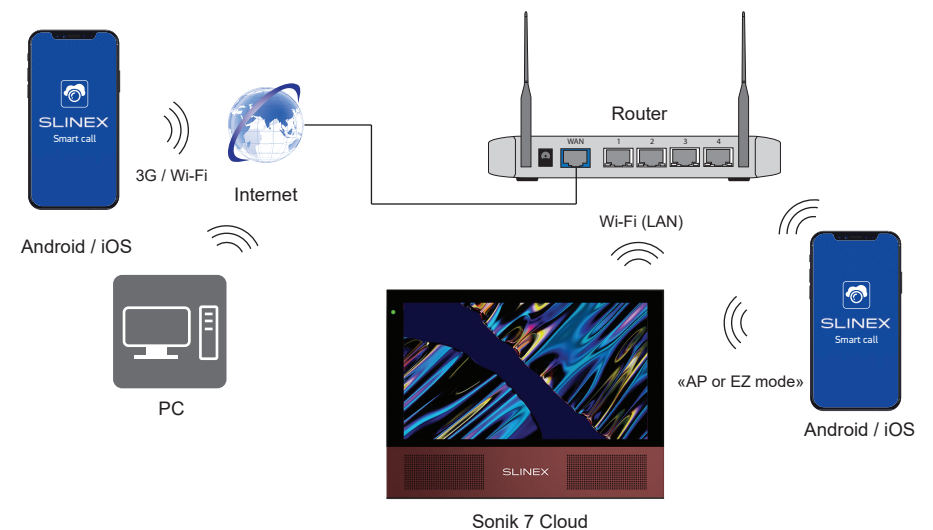 SLINEX
Smart call
3G / Wi-Fi
Android / iOS
Internet
PC
Router
WAN
1
2
3
4
Wi-Fi (LAN)
SLINEX
Sonik 7 Cloud
«AP or EZ mode»
SLINEX
Smart call
Android / iOS